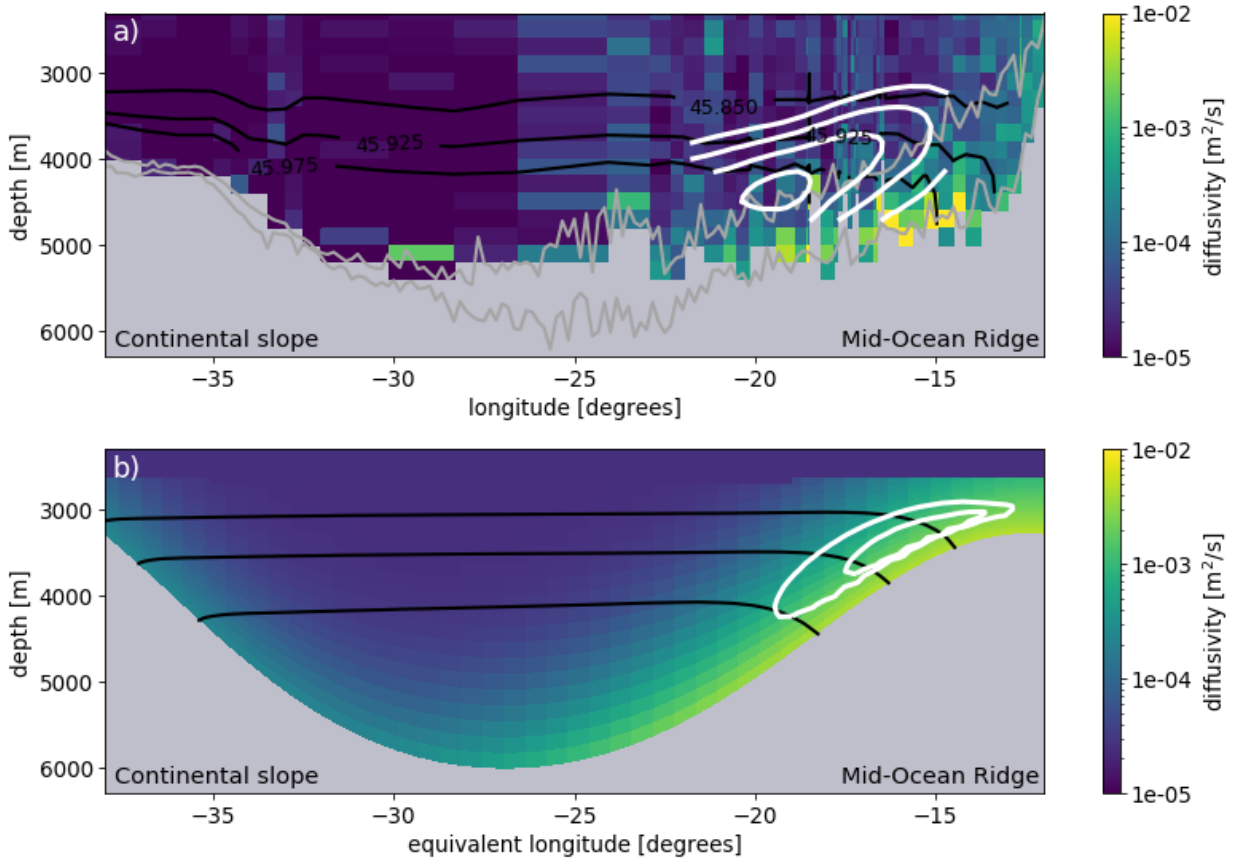 a)
3000
4000
5000
6000
depth [m]
45.850
45.925
45.925
45.975
Continental slope
Mid-Ocean Ridge
−35
−30
−25
−20
−15
longitude [degrees]
1e-02
1e-03
1e-04
1e-05
diffusivity [m²/s]
b)
3000
4000
5000
6000
depth [m]
Continental slope
Mid-Ocean Ridge
−35
−30
−25
−20
−15
equivalent longitude [degrees]
1e-02
1e-03
1e-04
1e-05
diffusivity [m²/s]